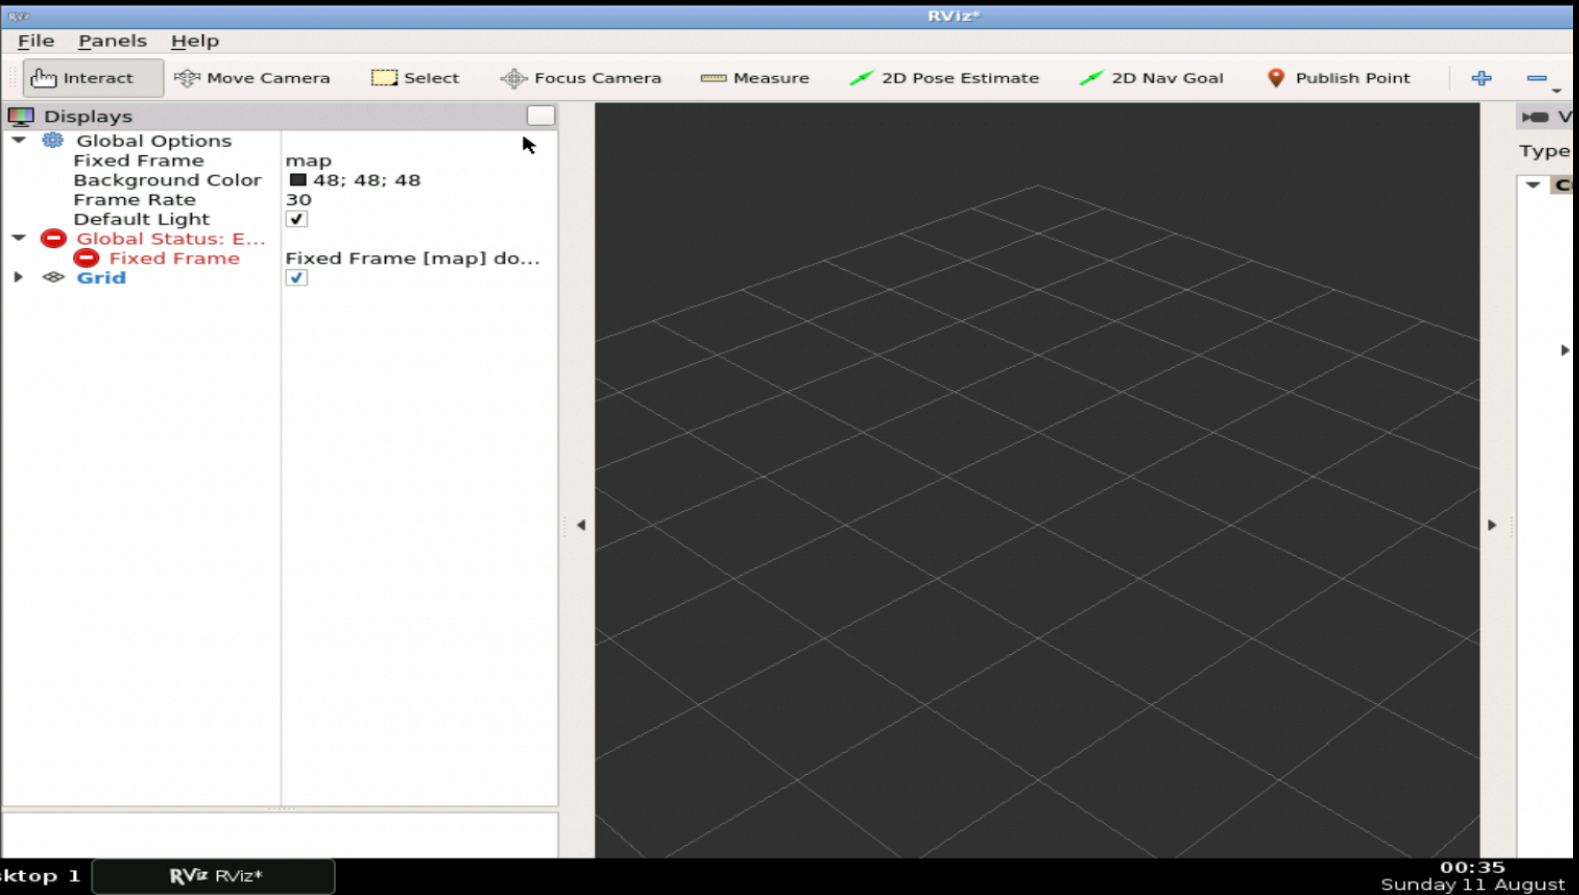 RViz*
File Panels Help
Interact Move Camera Select Focus Camera Measure 2D Pose Estimate 2D Nav Goal Publish Point
Displays
Global Options
Fixed Frame map
Background Color 48; 48; 48
Frame Rate 30
Default Light
Global Status: E...
Fixed Frame Fixed Frame [map] do...
Grid
V
Type
C
sktop 1
RViz RViz*
00:35
Sunday 11 August